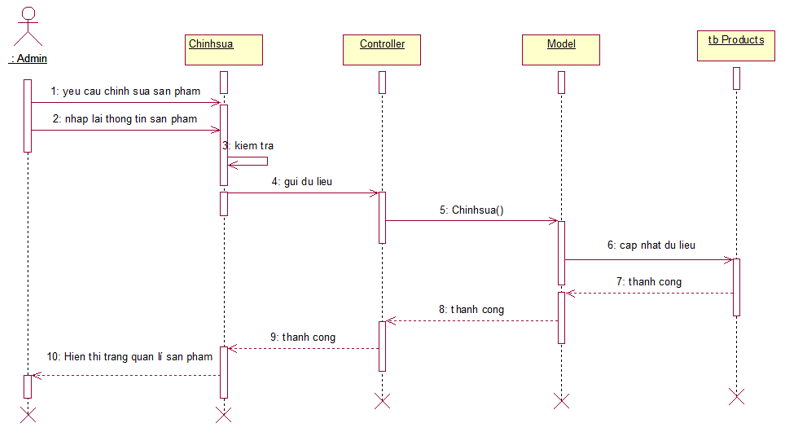 Chinhsua
Controller
Model
tb Products
: Admin
1: yeu cau chinh sua san pham
2: nhap lai thong tin san pham
3: kiem tra
4: gui du lieu
5: Chinhsua()
6: cap nhat du lieu
7: thanh cong
8: thanh cong
9: thanh cong
10: Hien thi trang quan lí san pham